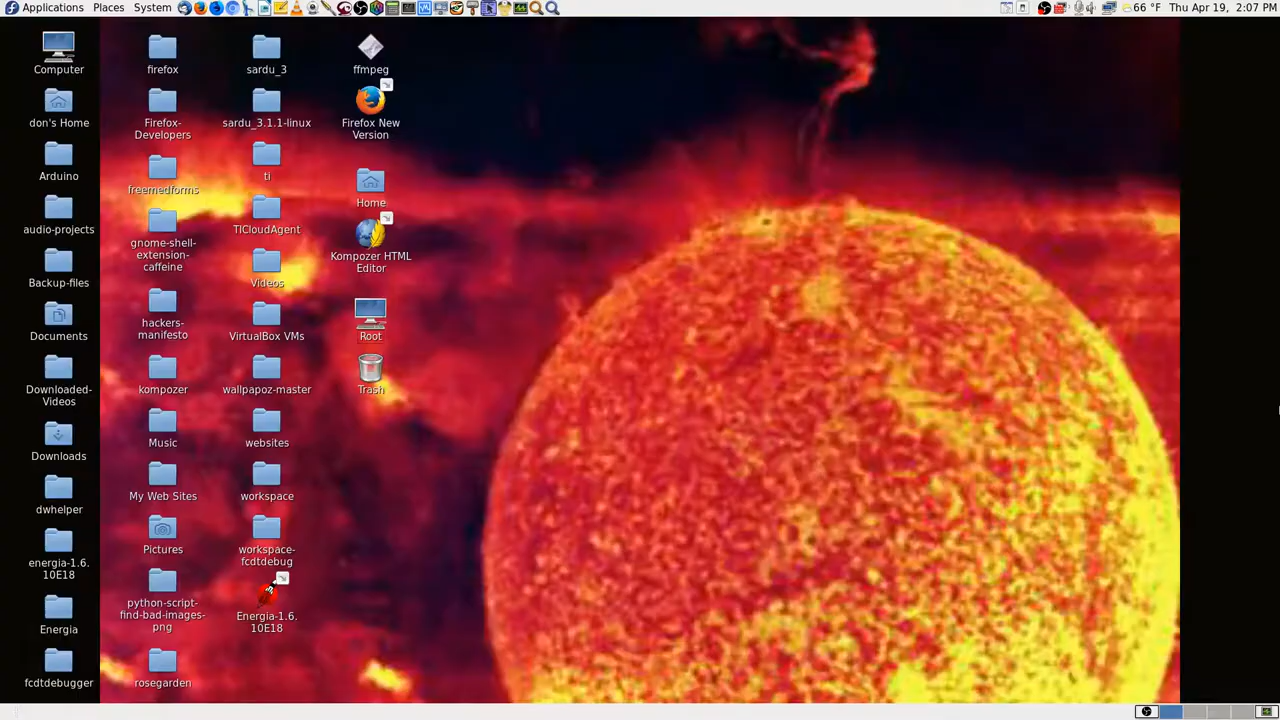 Applications Places System
66 °F Thu Apr 19, 2:07 PM
Computer
don's Home
Arduino
audio-projects
Backup-files
Documents
Downloaded-
Videos
Downloads
dwhelper
energia-1.6.
10E18
Energia
fcdtdebugger
firefox
Firefox-
Developers
freemedforms
gnome-shell-
extension-
caffeine
hackers-
manifesto
kompozer
Music
My Web Sites
Pictures
python-script-
find-bad-images-
png
rosegarden
sardu_3
sardu_3.1.1-linux
ti
TICloudAgent
Videos
VirtualBox VMs
wallpapoz-master
websites
workspace
workspace-
fcdtdebug
Energia-1.6.
10E18
ffmpeg
Firefox New
Version
Home
Kompozer HTML
Editor
Root
Trash